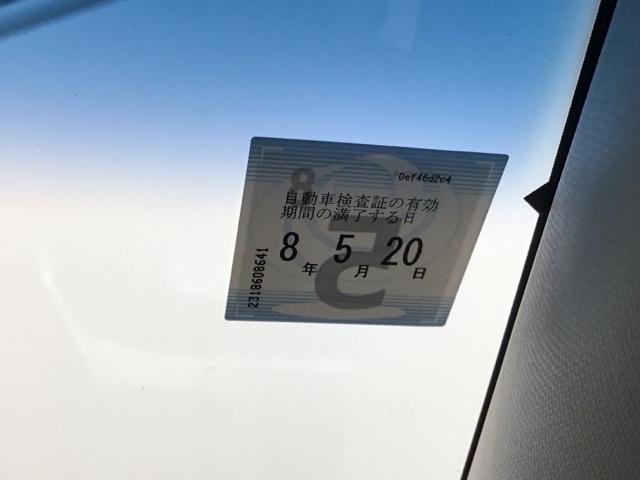 0ef46d2c4
自動車検査証の有効
期間の満了する日
8年 5月 20日
2318608641